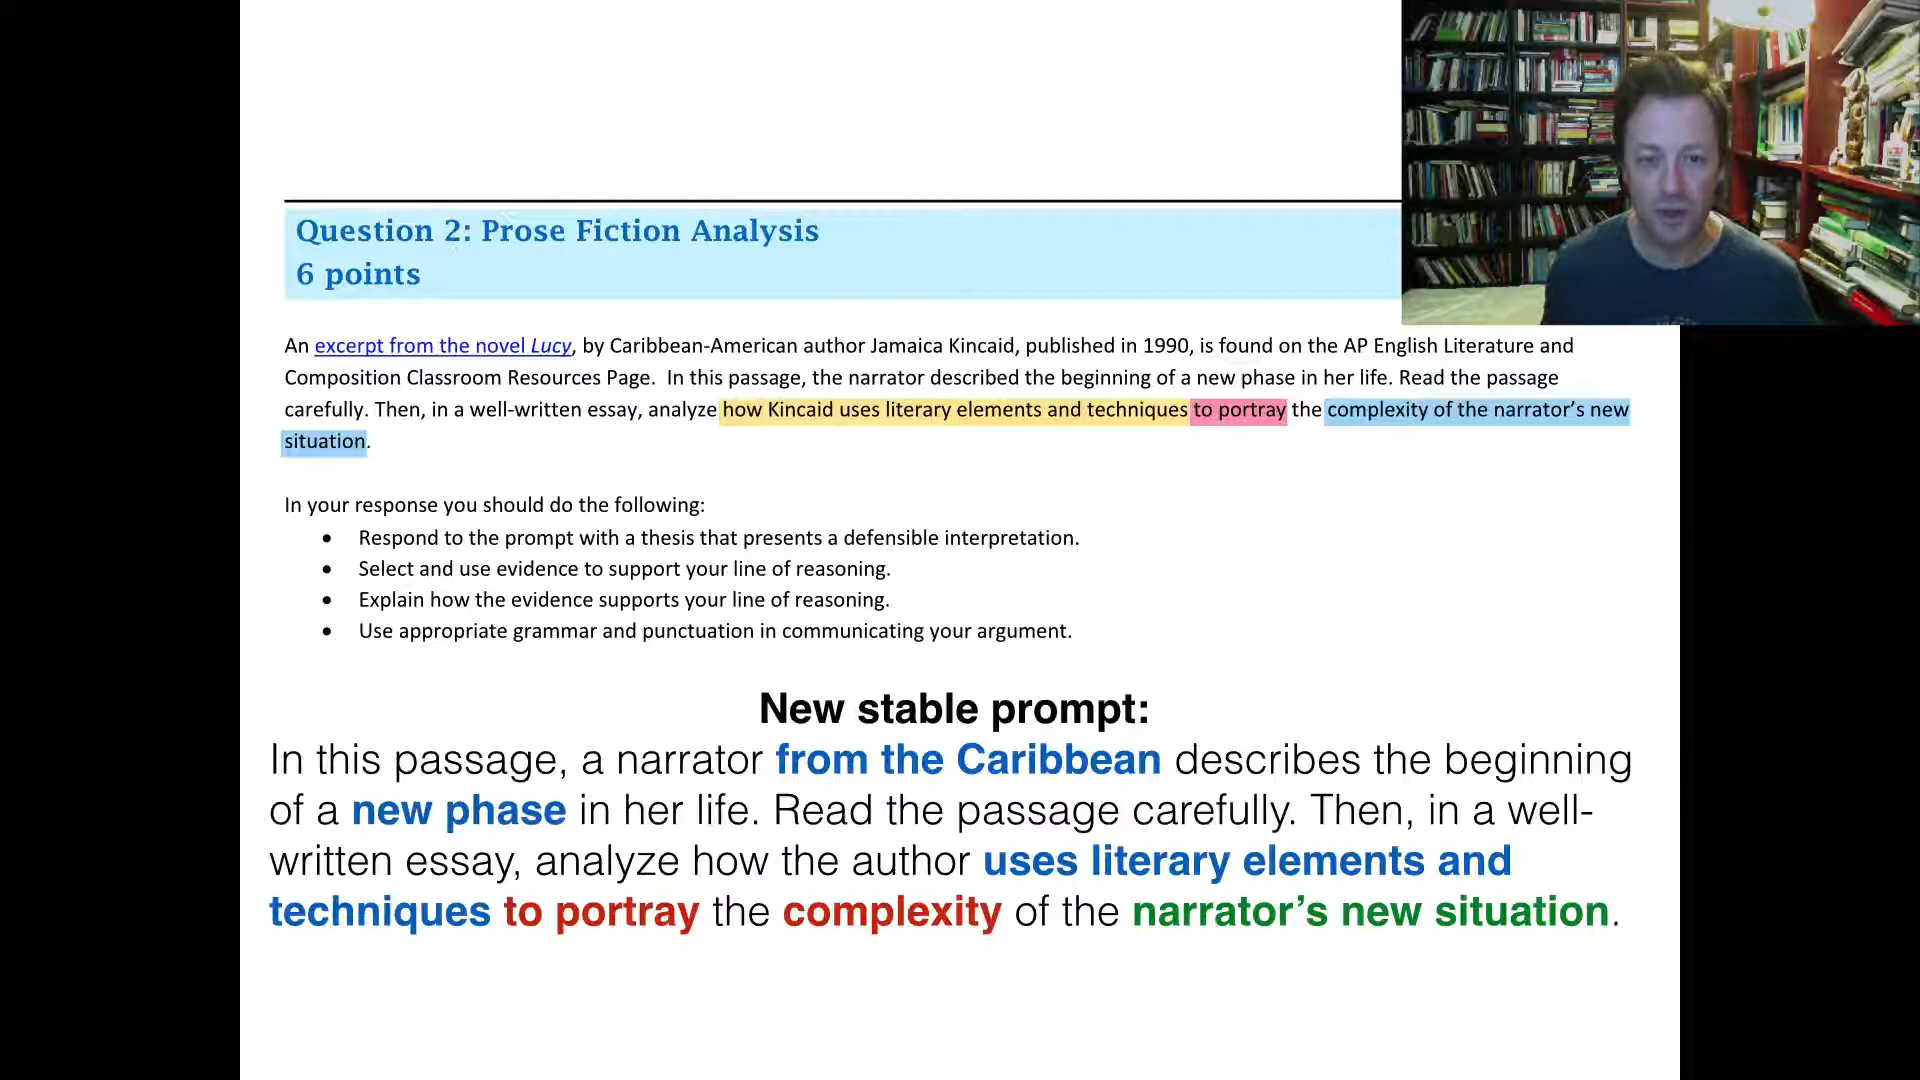 Question 2: Prose Fiction Analysis
6 points
An excerpt from the novel Lucy, by Caribbean-American author Jamaica Kincaid, published in 1990, is found on the AP English Literature and
Composition Classroom Resources Page.  In this passage, the narrator described the beginning of a new phase in her life. Read the passage
carefully. Then, in a well-written essay, analyze how Kincaid uses literary elements and techniques to portray the complexity of the narrator’s new
situation.
In your response you should do the following:
• Respond to the prompt with a thesis that presents a defensible interpretation.
• Select and use evidence to support your line of reasoning.
• Explain how the evidence supports your line of reasoning.
• Use appropriate grammar and punctuation in communicating your argument.
New stable prompt:
In this passage, a narrator from the Caribbean describes the beginning
of a new phase in her life. Read the passage carefully. Then, in a well-
written essay, analyze how the author uses literary elements and
techniques to portray the complexity of the narrator’s new situation.